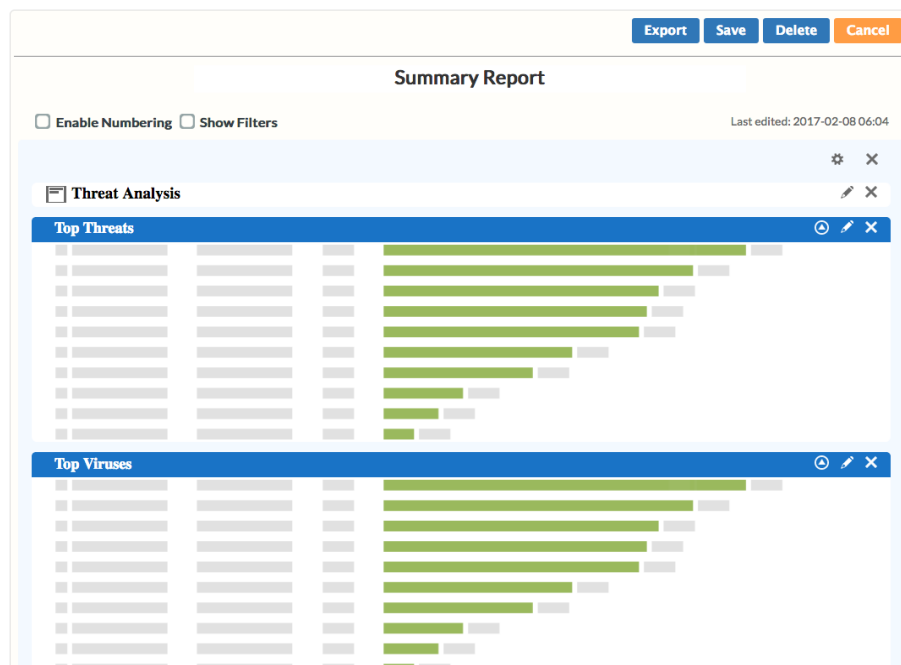 Export Save Delete Cancel
Summary Report
Enable Numbering Show Filters Last edited: 2017-02-08 06:04
Threat Analysis
Top Threats
Top Viruses